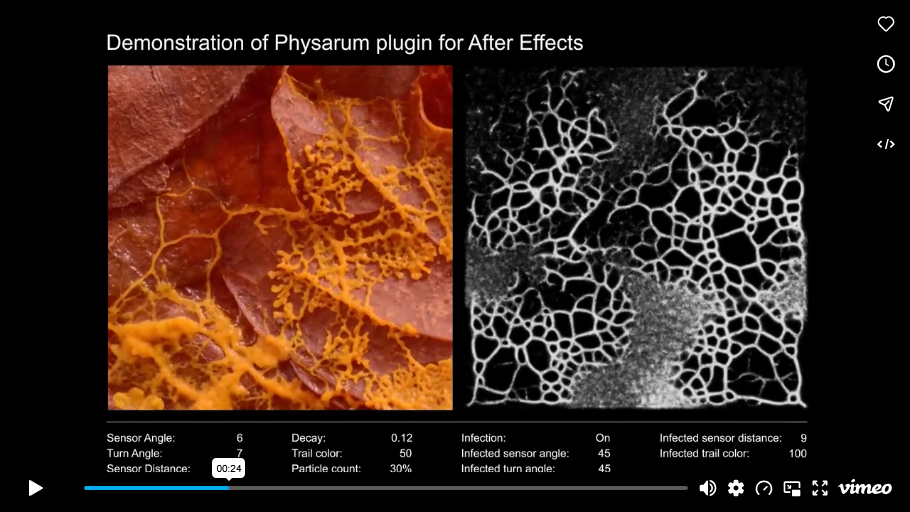 Demonstration of Physarum plugin for After Effects
Sensor Angle: 6
Turn Angle: 7
Sensor Distance:
Decay: 0.12
Trail color: 50
Particle count: 30%
Infection: On
Infected sensor angle: 45
Infected turn angle: 45
Infected sensor distance: 9
Infected trail color: 100
00:24
vimeo